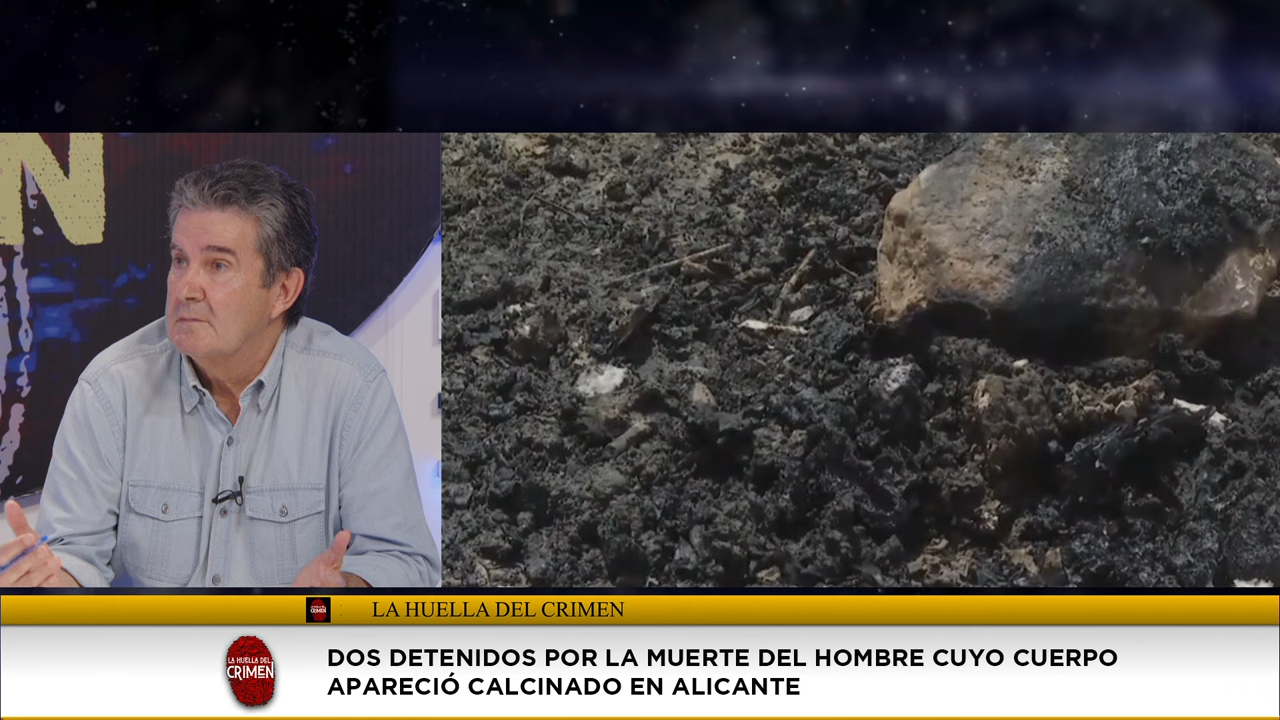 N
LA HUELLA DEL CRIMEN
LA HUELLA DEL
CRIMEN
DOS DETENIDOS POR LA MUERTE DEL HOMBRE CUYO CUERPO
APARECIÓ CALCINADO EN ALICANTE